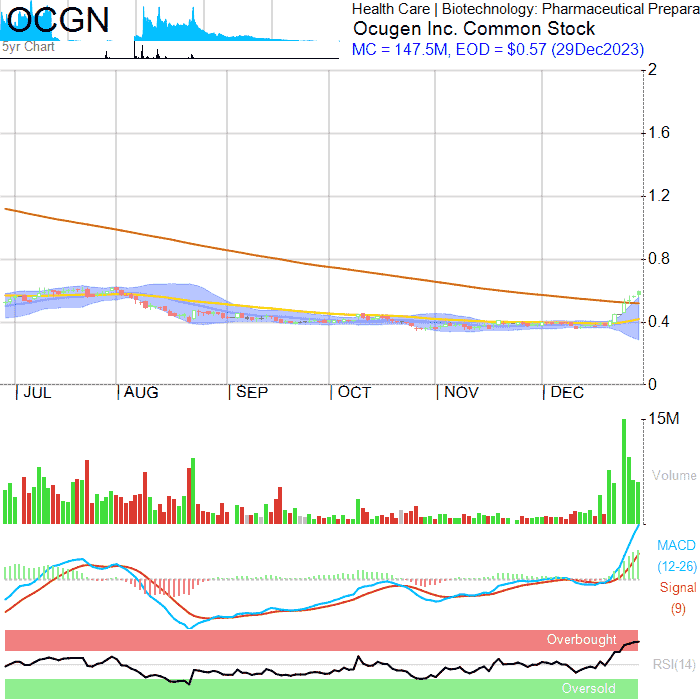 OCGN
5yr Chart
Health Care | Biotechnology: Pharmaceutical Prepara
Ocugen Inc. Common Stock
MC = 147.5M, EOD = $0.57 (29Dec2023)
2
1.6
1.2
0.8
0.4
0
JUL AUG SEP OCT NOV DEC
15M
Volume
MACD
(12-26)
Signal
(9)
Overbought
RSI(14)
Oversold